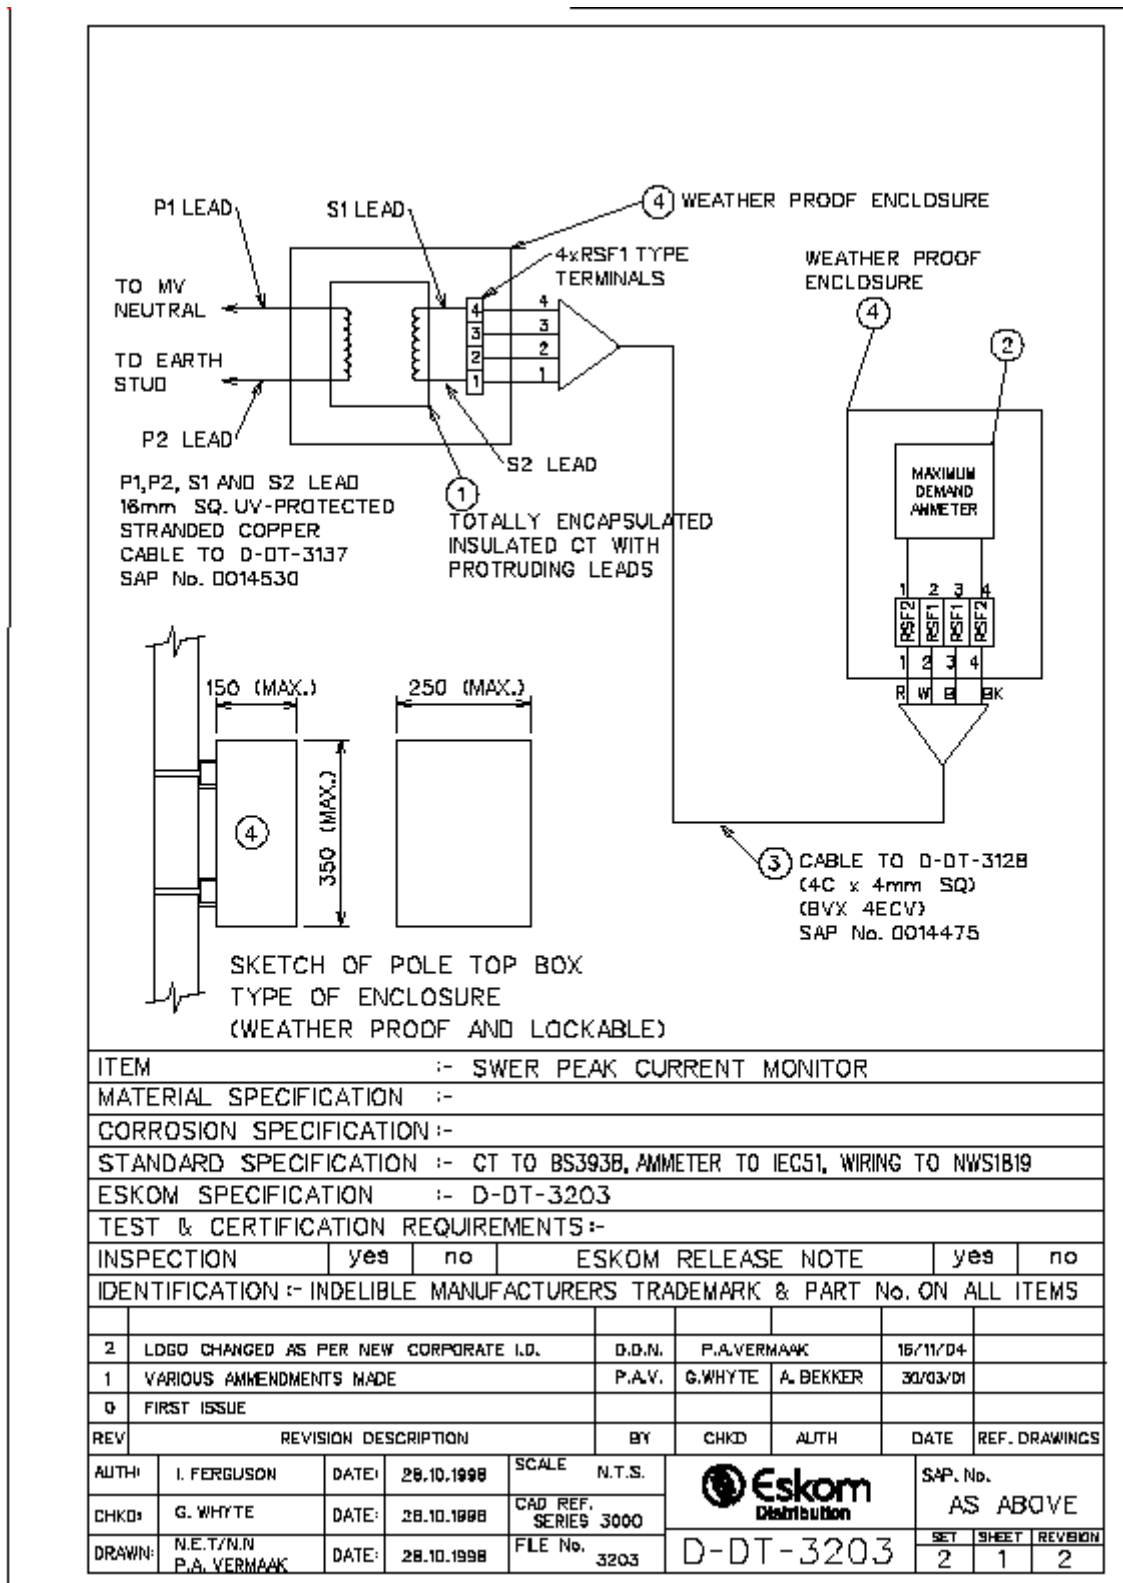 P1 LEAD
S1 LEAD
4 WEATHER PROOF ENCLOSURE
4xRSF1 TYPE
TERMINALS
WEATHER PROOF
ENCLOSURE
4
2
TO MV
NEUTRAL
TO EARTH
STUD
4
3
2
1
4
3
2
1
P2 LEAD
S2 LEAD
1
P1,P2, S1 AND S2 LEAD
16mm SQ. UV-PROTECTED
STRANDED COPPER
CABLE TO D-DT-3137
SAP No. 0014530
TOTALLY ENCAPSULATED
INSULATED CT WITH
PROTRUDING LEADS
MAXIMUM
DEMAND
AMMETER
1 2 3 4
RSF2 RSF1 RSF1 RSF2
1 2 3 4
R W B BK
150 (MAX.)
250 (MAX.)
350 (MAX.)
4
3 CABLE TO D-DT-3128
(4C x 4mm SQ)
(BVX 4ECV)
SAP No. 0014475
SKETCH OF POLE TOP BOX
TYPE OF ENCLOSURE
(WEATHER PROOF AND LOCKABLE)
ITEM :- SWER PEAK CURRENT MONITOR
MATERIAL SPECIFICATION :-
CORROSION SPECIFICATION :-
STANDARD SPECIFICATION :- CT TO BS3938, AMMETER TO IEC51, WIRING TO NWS1819
ESKOM SPECIFICATION :- D-DT-3203
TEST & CERTIFICATION REQUIREMENTS :-
INSPECTION yes no ESKOM RELEASE NOTE yes no
IDENTIFICATION :- INDELIBLE MANUFACTURERS TRADEMARK & PART No. ON ALL ITEMS
2 LOGO CHANGED AS PER NEW CORPORATE I.D. D.D.N. P.A.VERMAAK 16/11/04
1 VARIOUS AMMENDMENTS MADE P.A.V. G.WHYTE A. BEKKER 30/03/01
0 FIRST ISSUE
REV REVISION DESCRIPTION BY CHKD AUTH DATE REF. DRAWINGS
AUTH: I. FERGUSON DATE: 28.10.1998 SCALE N.T.S.
CHKD: G. WHYTE DATE: 28.10.1998 CAD REF. SERIES 3000
DRAWN: N.E.T/N.N P.A. VERMAAK DATE: 28.10.1998 FILE No. 3203
Eskom
Distribution
D-DT-3203
SAP. No.
AS ABOVE
SET SHEET REVISION
2 1 2